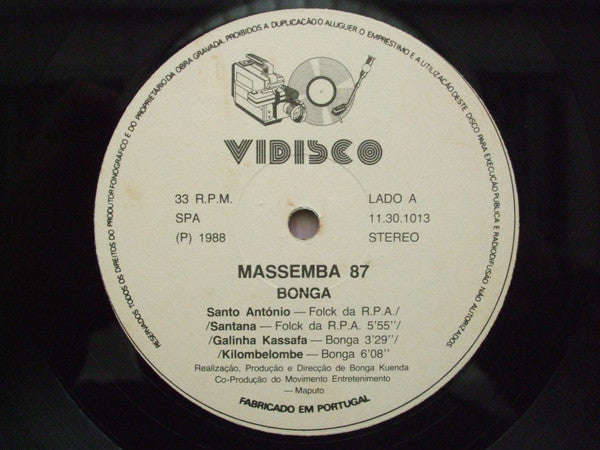 RESERVADOS TODOS OS DIREITOS DO PRODUTOR FONOGRÁFICO E DO PROPRIETÁRIO DA OBRA GRAVADA. PROIBIDOS A DUPLICAÇÃO O ALUGUER O EMPRÉSTIMO E A UTILIZAÇÃO DESTE DISCO PARA EXECUÇÃO PUBLICA E RADIODIFUSÃO NÃO AUTORIZADOS.
VIDISCO
33 R.P.M. LADO A
SPA 11.30.1013
(P) 1988 STEREO
MASSEMBA 87
BONGA
Santo António — Folck da R.P.A./
/Santana — Folck da R.P.A. 5'55''/
/Galinha Kassafa — Bonga 3'29''/
/Kilombelombe — Bonga 6'08''
Realização, Produção e Direcção de Bonga Kuenda
Co-Produção do Movimento Entretenimento
— Maputo
FABRICADO EM PORTUGAL